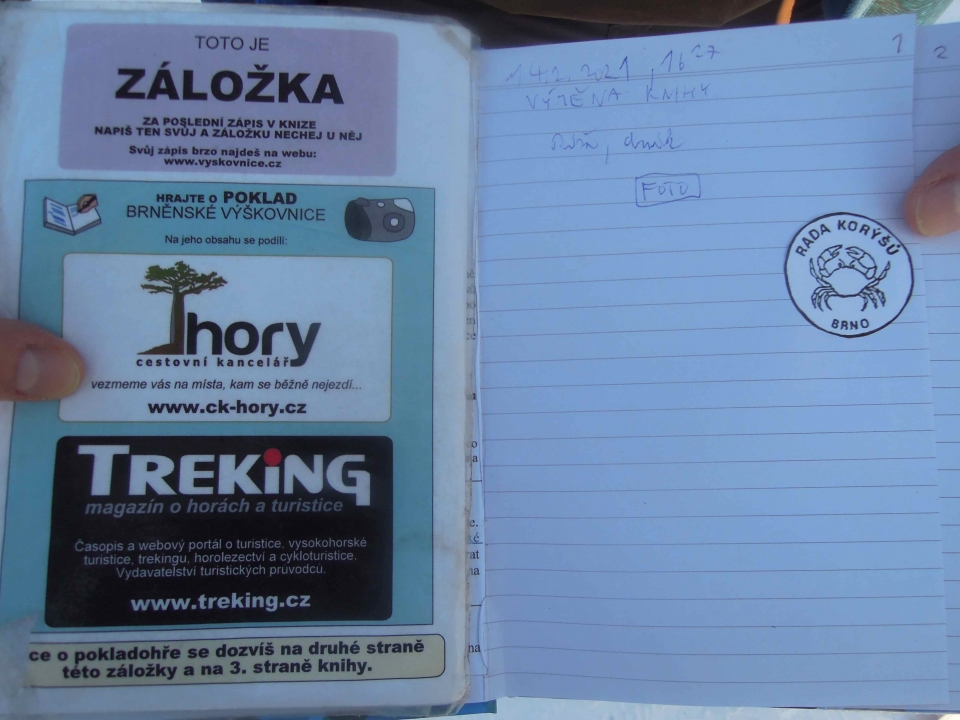 TOTO JE
ZÁLOŽKA
ZA POSLEDNÍ ZÁPIS V KNIZE
NAPIŠ TEN SVŮJ A ZÁLOŽKU NECHEJ U NĚJ
Svůj zápis brzo najdeš na webu:
www.vyskovnice.cz
HRAJTE O POKLAD
BRNĚNSKÉ VÝŠKOVNICE
Na jeho obsahu se podílí:
hory
cestovní kancelář
vezmeme vás na místa, kam se běžně nejezdí...
www.ck-hory.cz
TREKING
magazín o horách a turistice
Časopis a webový portál o turistice, vysokohorské
turistice, trekingu, horolezectví a cykloturistice.
Vydavatelství turistických průvodců.
www.treking.cz
ce o pokladohře se dozvíš na druhé straně
této záložky a na 3. straně knihy.
1
14.2.2021, 16 27
VÝMĚNA KNIHY
FOTO
RADA KORÝŠŮ
BRNO
2